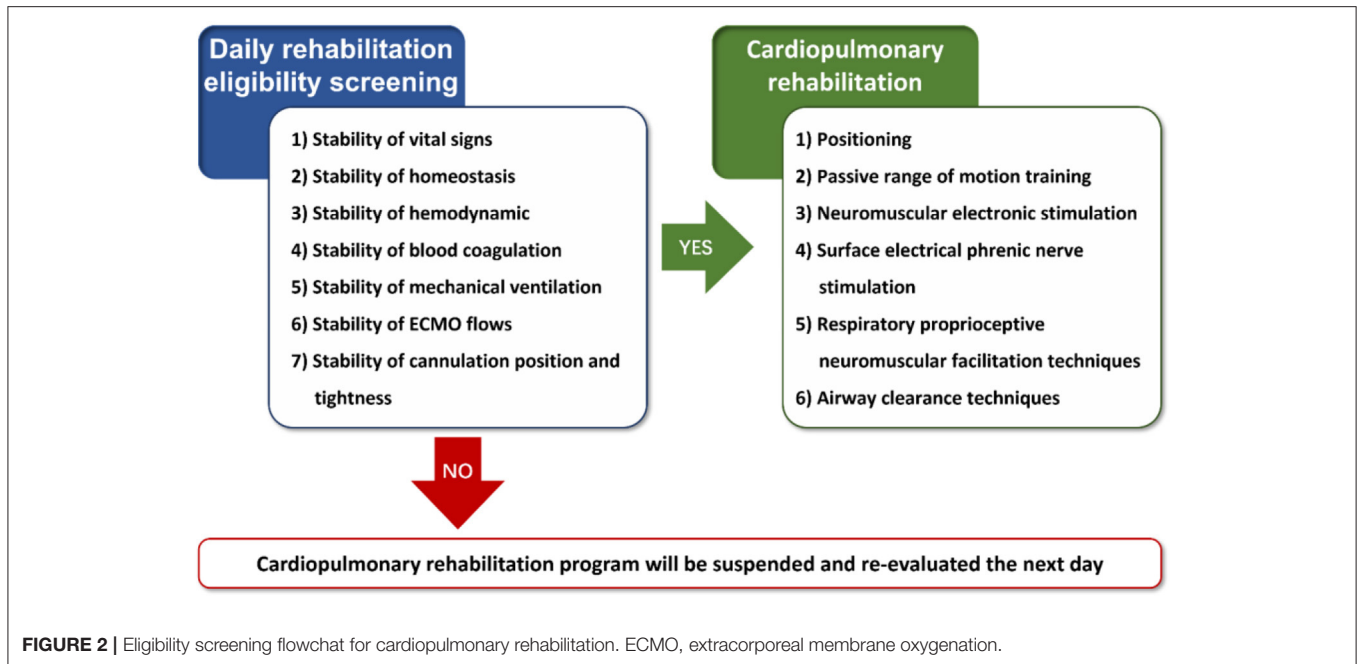 Daily rehabilitation
eligibility screening
1) Stability of vital signs
2) Stability of homeostasis
3) Stability of hemodynamic
4) Stability of blood coagulation
5) Stability of mechanical ventilation
6) Stability of ECMO flows
7) Stability of cannulation position and
tightness
YES
Cardiopulmonary
rehabilitation
1) Positioning
2) Passive range of motion training
3) Neuromuscular electronic stimulation
4) Surface electrical phrenic nerve
stimulation
5) Respiratory proprioceptive
neuromuscular facilitation techniques
6) Airway clearance techniques
NO
Cardiopulmonary rehabilitation program will be suspended and re-evaluated the next day
FIGURE 2 | Eligibility screening flowchat for cardiopulmonary rehabilitation. ECMO, extracorporeal membrane oxygenation.